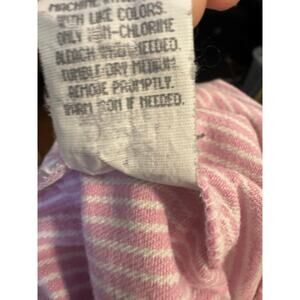 MACHINE WASH
WITH LIKE COLORS.
ONLY NON-CHLORINE
BLEACH WHEN NEEDED.
TUMBLE DRY MEDIUM.
REMOVE PROMPTLY.
WARM IRON IF NEEDED.